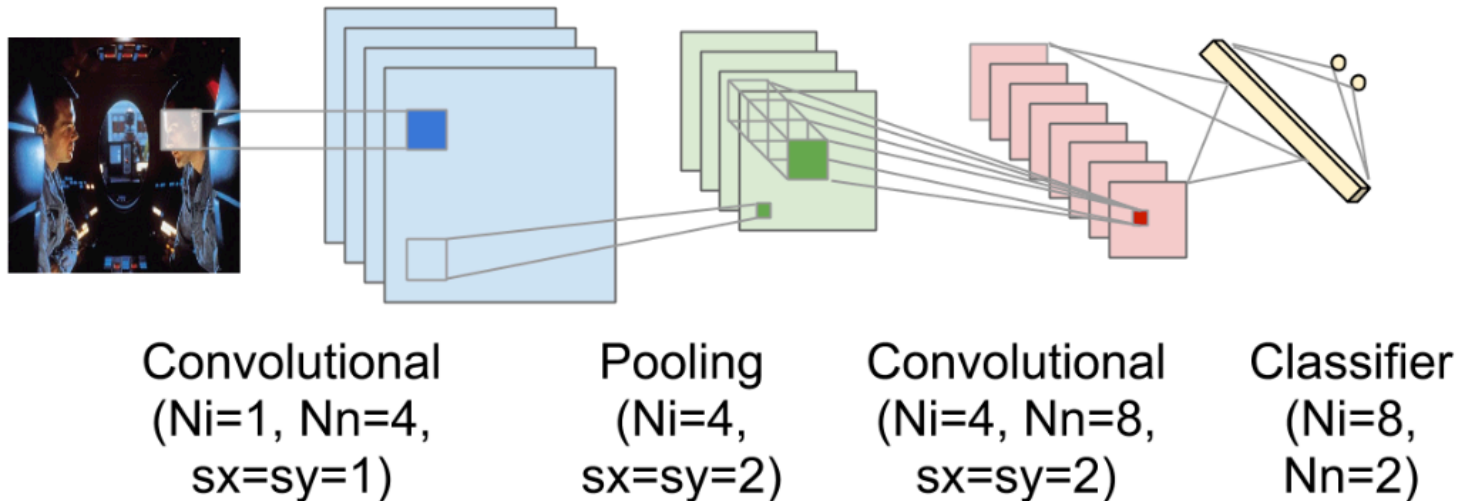 Convolutional
(Ni=1, Nn=4,
sx=sy=1)
Pooling
(Ni=4,
sx=sy=2)
Convolutional
(Ni=4, Nn=8,
sx=sy=2)
Classifier
(Ni=8,
Nn=2)